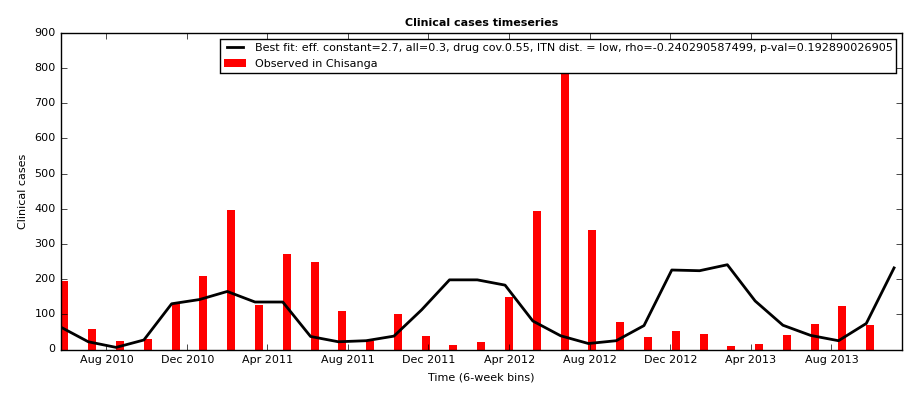 Clinical cases timeseries
Best fit: eff. constant=2.7, all=0.3, drug cov.0.55, ITN dist. = low, rho=-0.240290587499, p-val=0.192890026905
Observed in Chisanga
900
800
700
600
500
400
300
200
100
0
Clinical cases
Aug 2010 Dec 2010 Apr 2011 Aug 2011 Dec 2011 Apr 2012 Aug 2012 Dec 2012 Apr 2013 Aug 2013
Time (6-week bins)